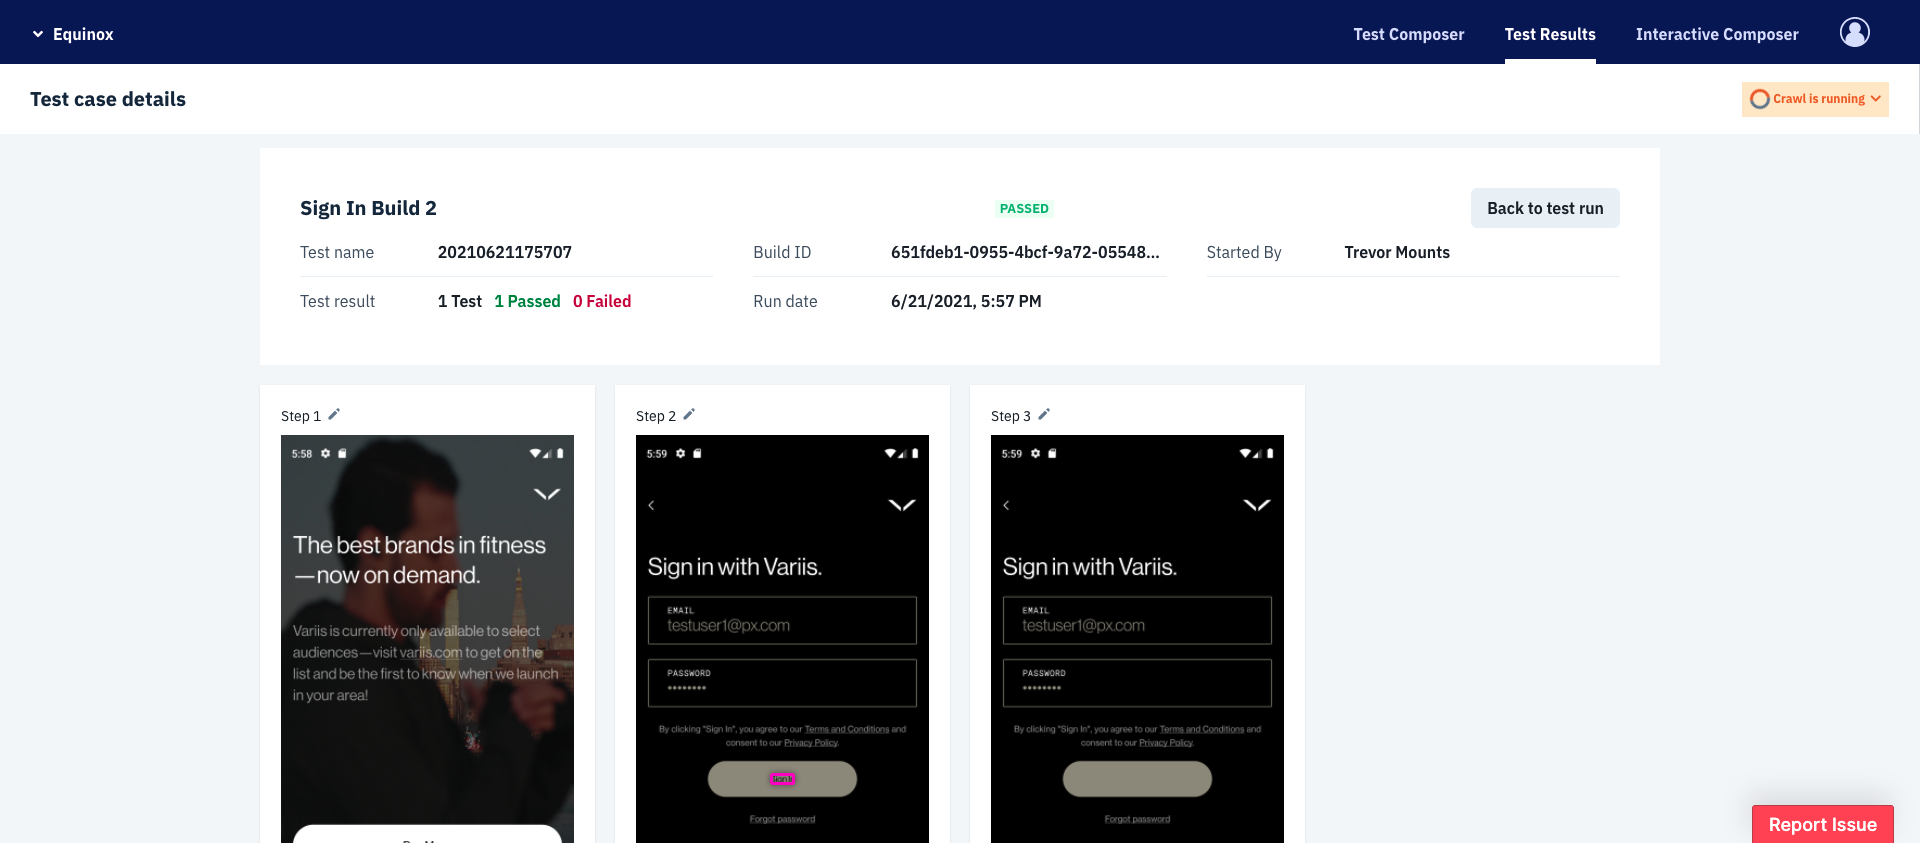 Equinox
Test Composer
Test Results
Interactive Composer
Test case details
Crawl is running
Sign In Build 2
PASSED
Back to test run
Test name 20210621175707
Build ID 651fdeb1-0955-4bcf-9a72-05548...
Started By Trevor Mounts
Test result 1 Test 1 Passed 0 Failed
Run date 6/21/2021, 5:57 PM
Step 1
5:58
The best brands in fitness
—now on demand.
Variis is currently only available to select
audiences—visit variis.com to get on the
list and be the first to know when we launch
in your area!
Step 2
5:59
Sign in with Variis.
EMAIL
testuser1@px.com
PASSWORD
••••••••
By clicking "Sign In", you agree to our Terms and Conditions and
consent to our Privacy Policy.
Sign In
Forgot password
Step 3
5:59
Sign in with Variis.
EMAIL
testuser1@px.com
PASSWORD
••••••••
By clicking "Sign In", you agree to our Terms and Conditions and
consent to our Privacy Policy.
Forgot password
Report Issue